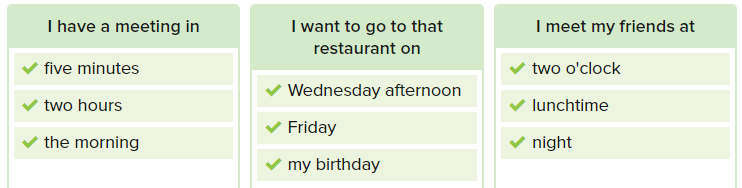 I have a meeting in
five minutes
two hours
the morning
I want to go to that
restaurant on
Wednesday afternoon
Friday
my birthday
I meet my friends at
two o'clock
lunchtime
night